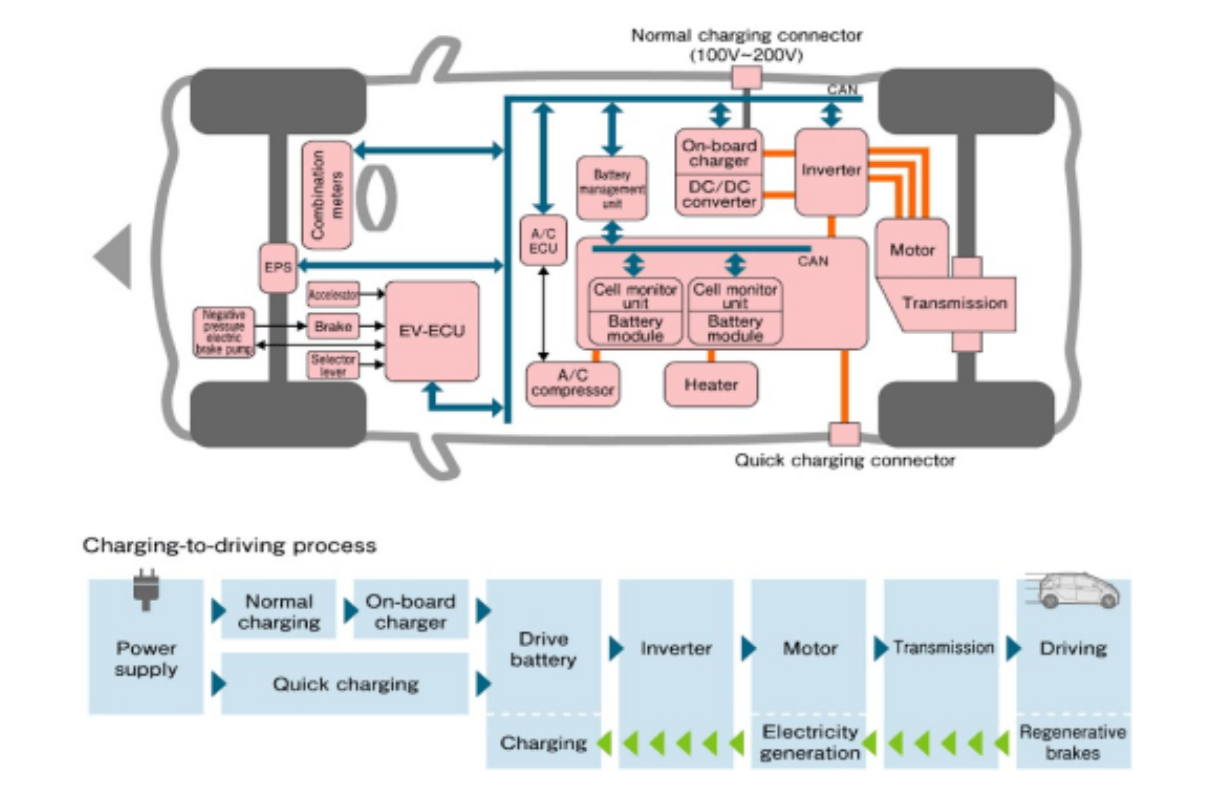 Normal charging connector
(100V~200V)
CAN
Combination
meters
On-board
charger
DC/DC
converter
Inverter
Battery
management
unit
A/C
ECU
EPS
Motor
CAN
Cell monitor
unit
Battery
module
Cell monitor
unit
Battery
module
Transmission
Accelerator
Negative
pressure
electric
brake pump
Brake
EV-ECU
Selector
lever
A/C
compressor
Heater
Quick charging connector
Charging-to-driving process
Power
supply
Normal
charging
On-board
charger
Quick charging
Drive
battery
Inverter
Motor
Transmission
Driving
Charging
Electricity
generation
Regenerative
brakes